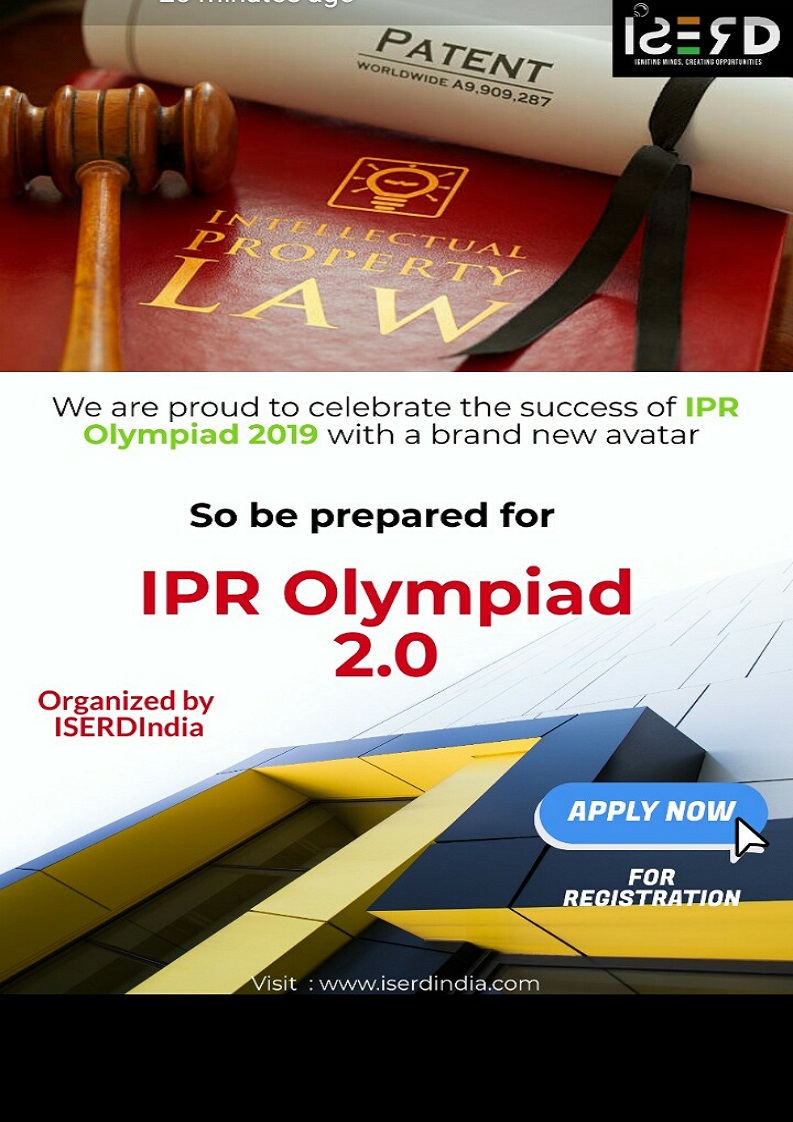 ISERD
IGNITING MINDS, CREATING OPPORTUNITIES
PATENT
WORLDWIDE A9,909,287
INTELLECTUAL
PROPERTY
LAW
We are proud to celebrate the success of IPR
Olympiad 2019 with a brand new avatar
So be prepared for
IPR Olympiad
2.0
Organized by
ISERDIndia
APPLY NOW
FOR
REGISTRATION
Visit : www.iserdindia.com